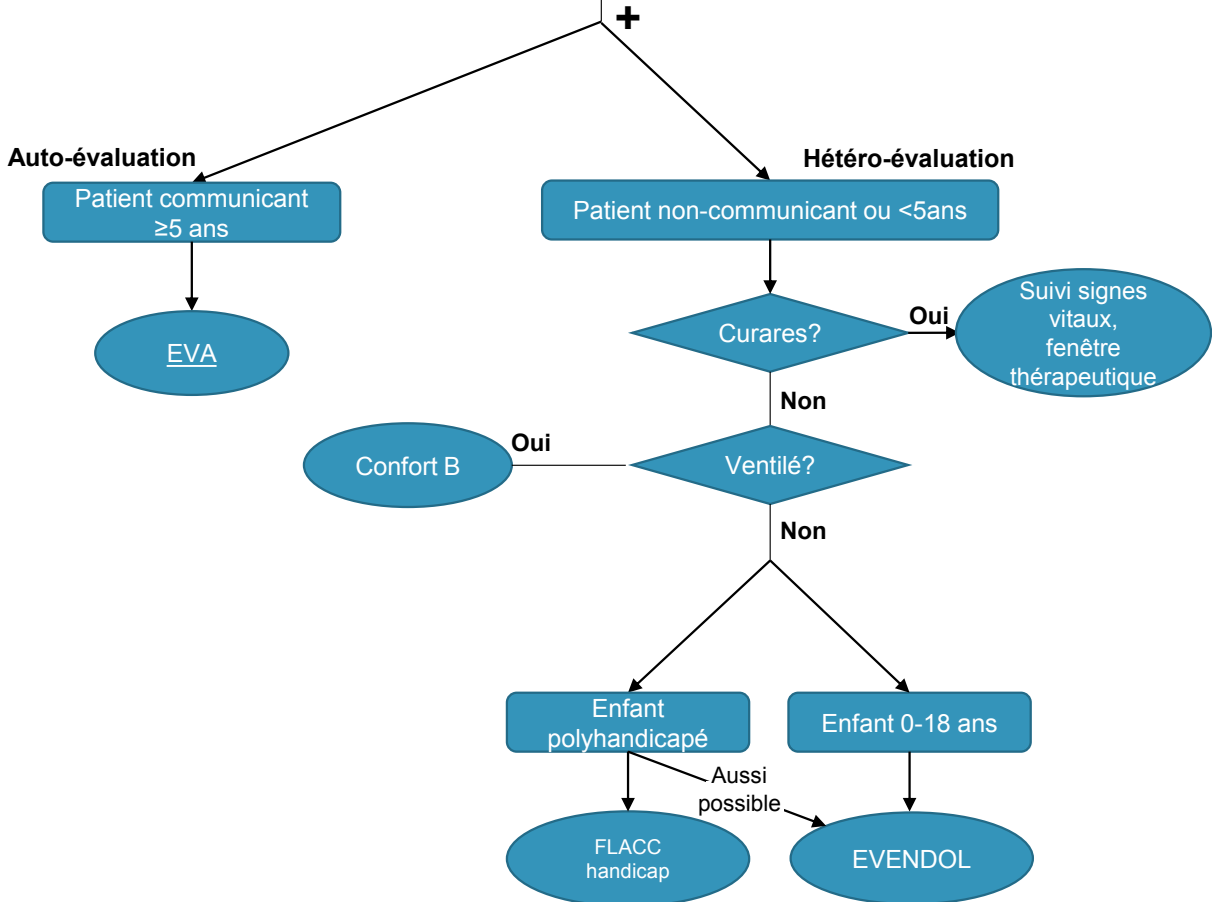 +
Auto-évaluation
Hétéro-évaluation
Patient communicant
≥5 ans
Patient non-communicant ou <5ans
EVA
Curares?
Oui
Suivi signes
vitaux,
fenêtre
thérapeutique
Non
Confort B
Oui
Ventilé?
Non
Enfant
polyhandicapé
Enfant 0-18 ans
Aussi
possible
FLACC
handicap
EVENDOL